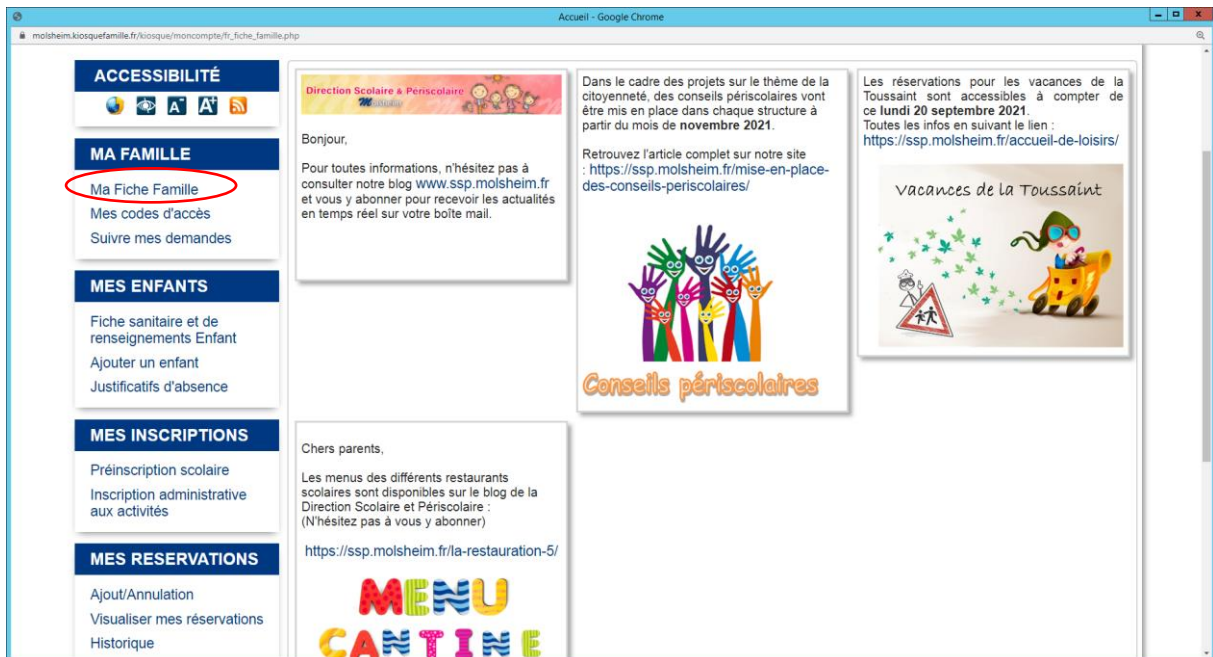 Accueil - Google Chrome
molsheim.kiosquefamille.fr/kiosque/moncompte/fr_fiche_famille.php
ACCESSIBILITÉ
A-
A+
MA FAMILLE
Ma Fiche Famille
Mes codes d'accès
Suivre mes demandes
MES ENFANTS
Fiche sanitaire et de
renseignements Enfant
Ajouter un enfant
Justificatifs d'absence
MES INSCRIPTIONS
Préinscription scolaire
Inscription administrative
aux activités
MES RESERVATIONS
Ajout/Annulation
Visualiser mes réservations
Historique
Direction Scolaire & Périscolaire
Molsheim
Bonjour,
Pour toutes informations, n'hésitez pas à
consulter notre blog www.ssp.molsheim.fr
et vous y abonner pour recevoir les actualités
en temps réel sur votre boîte mail.
Dans le cadre des projets sur le thème de la
citoyenneté, des conseils périscolaires vont
être mis en place dans chaque structure à
partir du mois de novembre 2021.
Retrouvez l'article complet sur notre site
: https://ssp.molsheim.fr/mise-en-place-
des-conseils-periscolaires/
Conseils périscolaires
Les réservations pour les vacances de la
Toussaint sont accessibles à compter de
ce lundi 20 septembre 2021.
Toutes les infos en suivant le lien :
https://ssp.molsheim.fr/accueil-de-loisirs/
Vacances de la Toussaint
Chers parents,
Les menus des différents restaurants
scolaires sont disponibles sur le blog de la
Direction Scolaire et Périscolaire :
(N'hésitez pas à vous y abonner)
https://ssp.molsheim.fr/la-restauration-5/
MENU
CANTINE